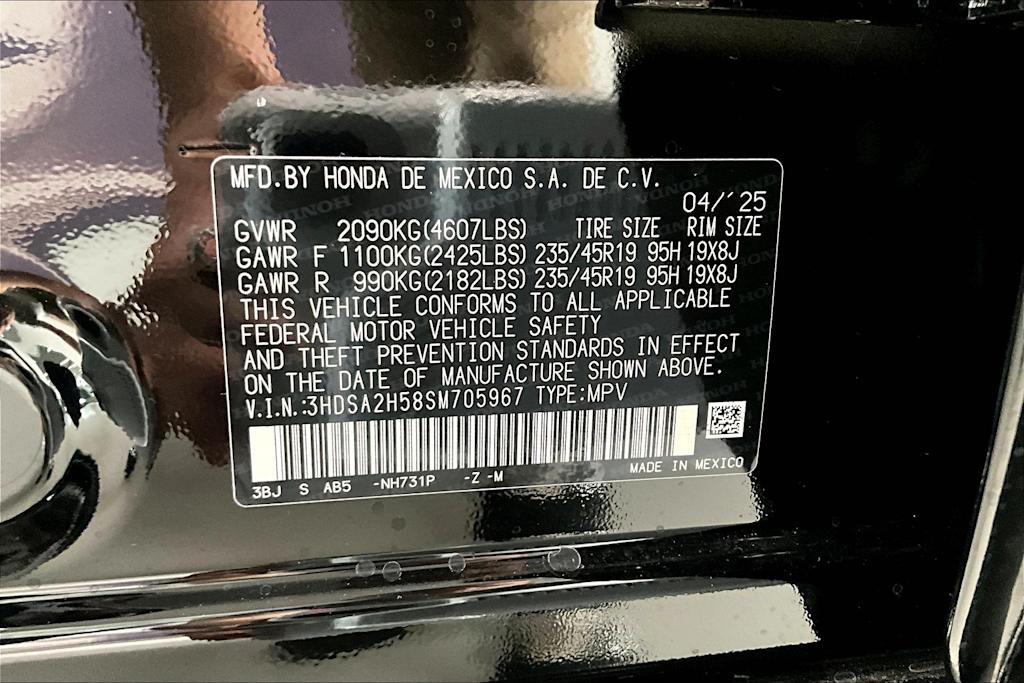 MFD.BY HONDA DE MEXICO S.A. DE C.V.
04/'25
GVWR 2090KG(4607LBS) TIRE SIZE RIM SIZE
GAWR F 1100KG(2425LBS) 235/45R19 95H 19X8J
GAWR R 990KG(2182LBS) 235/45R19 95H 19X8J
THIS VEHICLE CONFORMS TO ALL APPLICABLE
FEDERAL MOTOR VEHICLE SAFETY
AND THEFT PREVENTION STANDARDS IN EFFECT
ON THE DATE OF MANUFACTURE SHOWN ABOVE.
V.I.N.:3HDSA2H58SM705967 TYPE:MPV
3BJ S AB5 -NH731P -Z -M MADE IN MEXICO